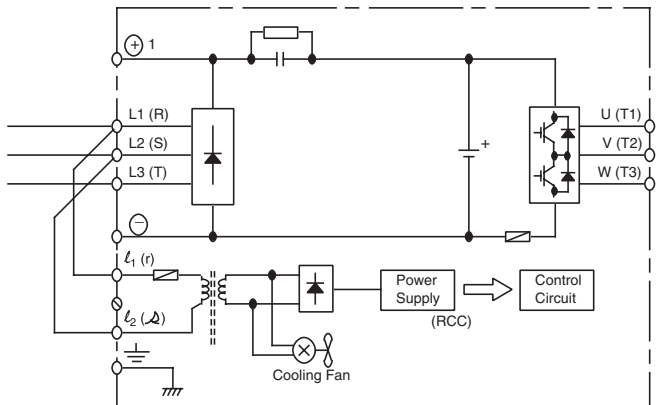 ⊕ 1
L1 (R)
L2 (S)
L3 (T)
⊖
+
U (T1)
V (T2)
W (T3)
ℓ1 (r)
ℓ2 (s)
Power
Supply
(RCC)
Control
Circuit
Cooling Fan